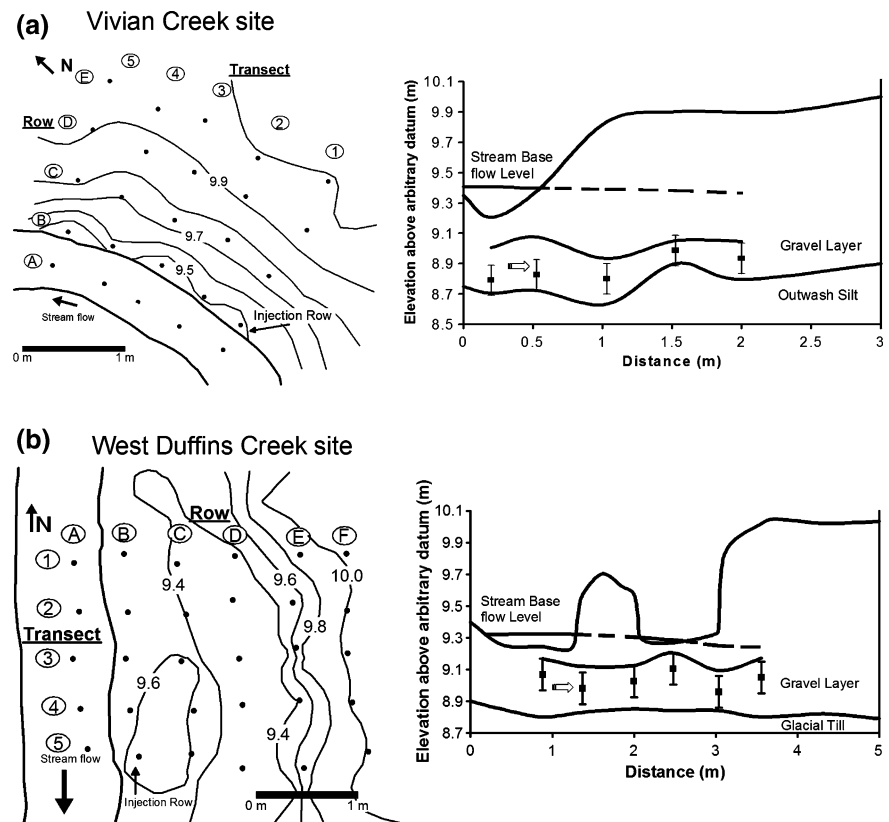 (a) Vivian Creek site
N
E
5
4
3
2
1
Transect
Row
D
C
B
A
9.9
9.7
9.5
Stream flow
Injection Row
0 m 1 m
Elevation above arbitrary datum (m)
10.1
9.9
9.7
9.5
9.3
9.1
8.9
8.7
8.5
Stream Base
flow Level
Gravel Layer
Outwash Silt
0 0.5 1 1.5 2 3
Distance (m)
(b) West Duffins Creek site
N
Row
A B C D E F
1
2
Transect
3
4
5
Stream flow
9.4
9.6
9.6
9.8
10.0
9.4
Injection Row
0 m 1 m
Elevation above arbitrary datum (m)
10.1
9.9
9.7
9.5
9.3
9.1
8.9
8.7
Stream Base
flow Level
Gravel Layer
Glacial Till
0 1 2 3 4 5
Distance (m)